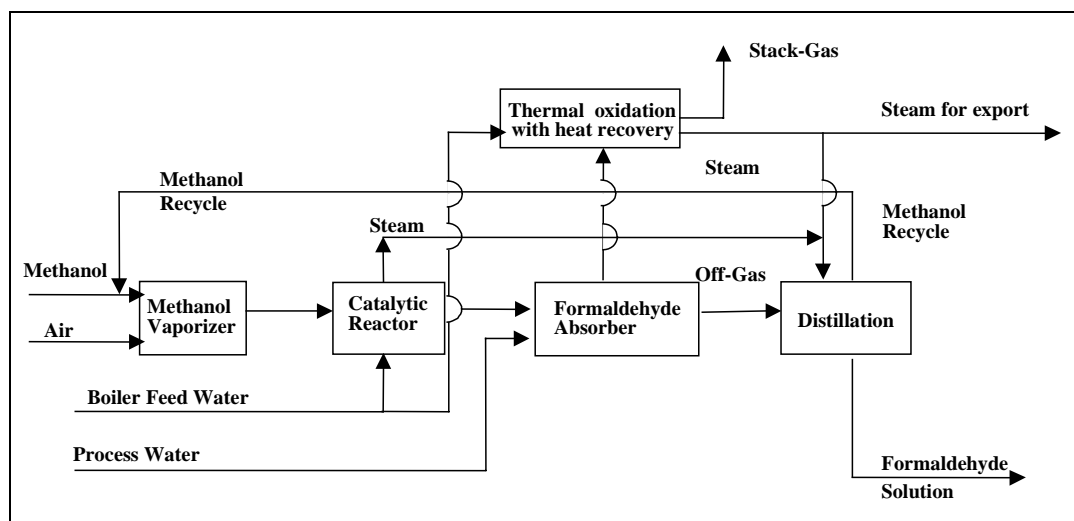 Stack-Gas
Thermal oxidation
with heat recovery
Steam for export
Steam
Methanol
Recycle
Methanol
Recycle
Steam
Methanol
Off-Gas
Methanol
Vaporizer
Catalytic
Reactor
Formaldehyde
Absorber
Distillation
Air
Boiler Feed Water
Process Water
Formaldehyde
Solution